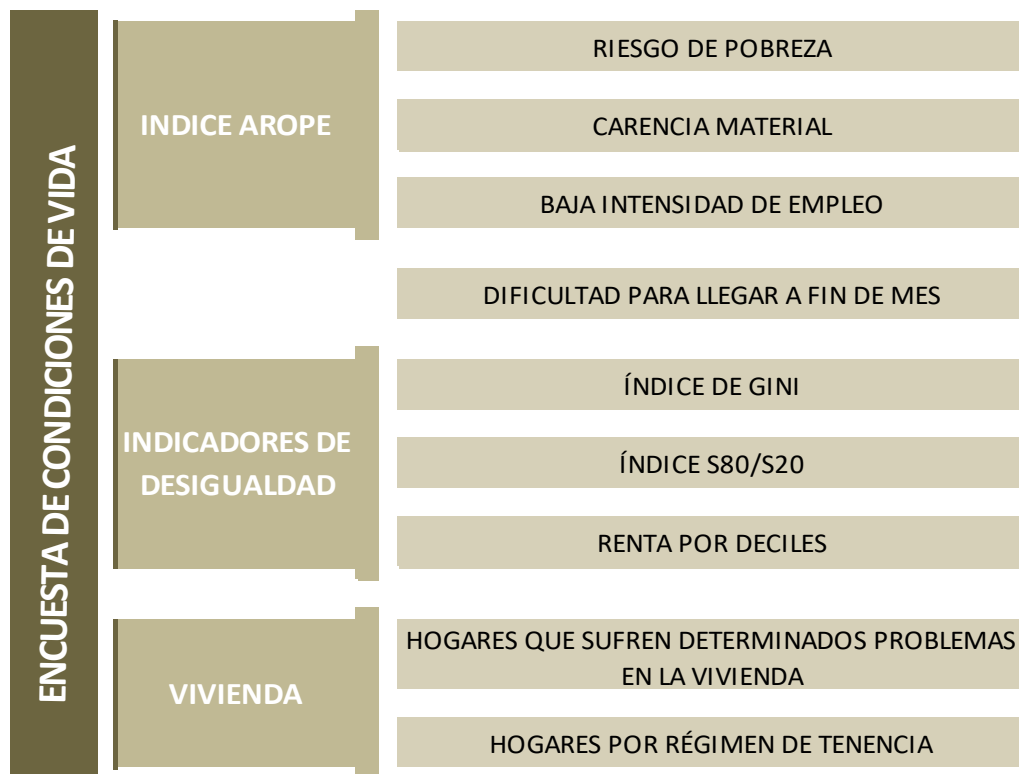 ENCUESTA DE CONDICIONES DE VIDA
INDICE AROPE
RIESGO DE POBREZA
CARENCIA MATERIAL
BAJA INTENSIDAD DE EMPLEO
DIFICULTAD PARA LLEGAR A FIN DE MES
INDICADORES DE
DESIGUALDAD
ÍNDICE DE GINI
ÍNDICE S80/S20
RENTA POR DECILES
VIVIENDA
HOGARES QUE SUFREN DETERMINADOS PROBLEMAS
EN LA VIVIENDA
HOGARES POR RÉGIMEN DE TENENCIA